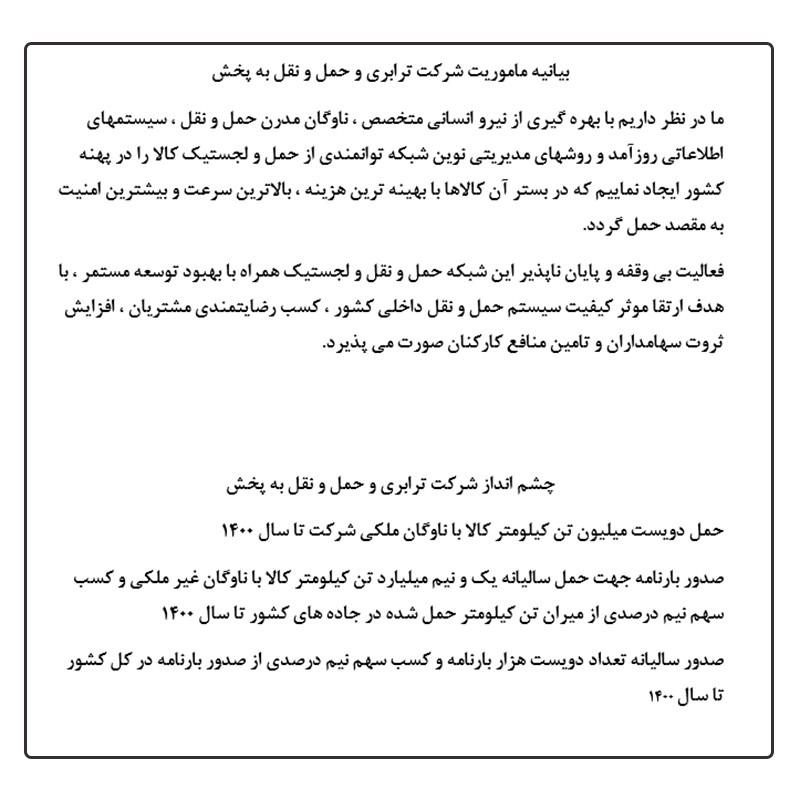 بیانیه ماموریت شرکت ترابری و حمل و نقل به پخش
ما در نظر داریم با بهره گیری از نیرو انسانی متخصص ، ناوگان مدرن حمل و نقل ، سیستمهای
اطلاعاتی روزآمد و روشهای مدیریتی نوین شبکه توانمندی از حمل و لجستیک کالا را در پهنه
کشور ایجاد نماییم که در بستر آن کالاها با بهینه ترین هزینه ، بالاترین سرعت و بیشترین امنیت
به مقصد حمل گردد.
فعالیت بی وقفه و پایان ناپذیر این شبکه حمل و نقل و لجستیک همراه با بهبود توسعه مستمر ، با
هدف ارتقا موثر کیفیت سیستم حمل و نقل داخلی کشور ، کسب رضایتمندی مشتریان ، افزایش
ثروت سهامداران و تامین منافع کارکنان صورت می پذیرد.
چشم انداز شرکت ترابری و حمل و نقل به پخش
حمل دویست میلیون تن کیلومتر کالا با ناوگان ملکی شرکت تا سال ۱۴۰۰
صدور بارنامه جهت حمل سالیانه یک و نیم میلیارد تن کیلومتر کالا با ناوگان غیر ملکی و کسب
سهم نیم درصدی از میران تن کیلومتر حمل شده در جاده های کشور تا سال ۱۴۰۰
صدور سالیانه تعداد دویست هزار بارنامه و کسب سهم نیم درصدی از صدور بارنامه در کل کشور
تا سال ۱۴۰۰